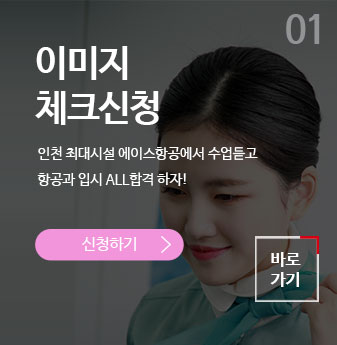 01
이미지
체크신청
인천 최대시설 에이스항공에서 수업듣고
항공과 입시 ALL합격 하자!
신청하기
바로
가기